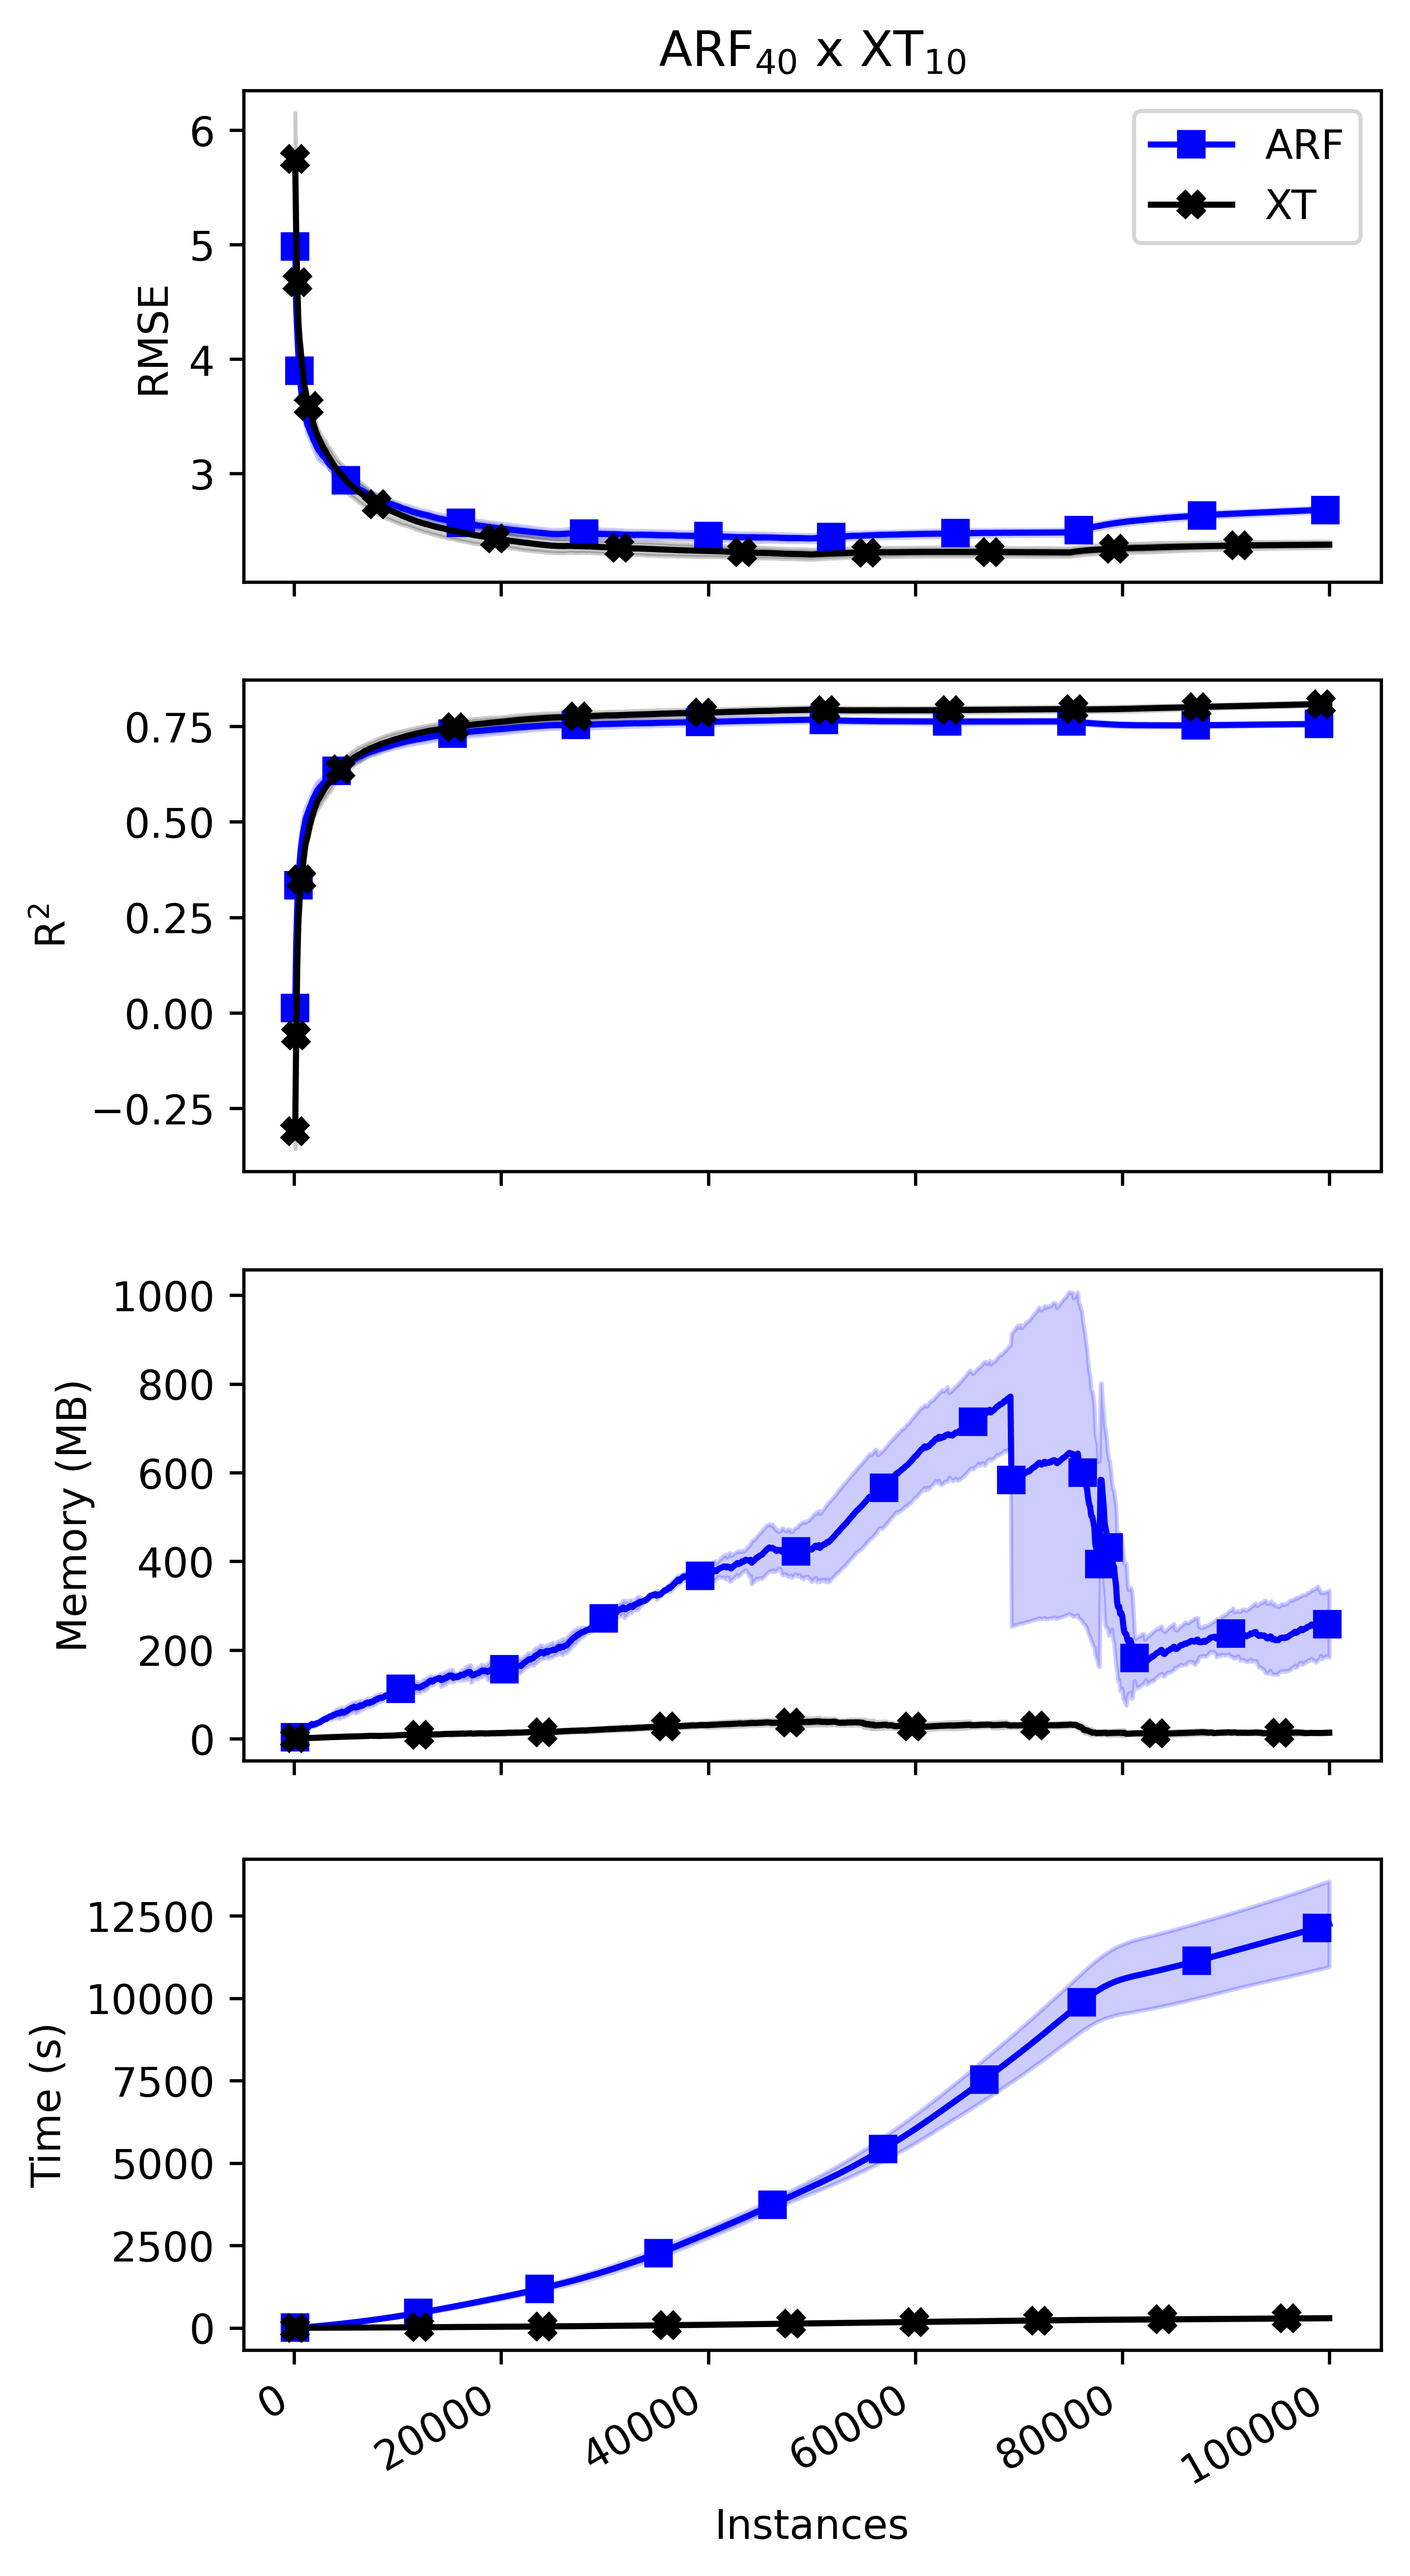 ARF₄₀ x XT₁₀
RMSE
6
5
4
3
ARF
XT
R²
0.75
0.50
0.25
0.00
−0.25
Memory (MB)
1000
800
600
400
200
0
Time (s)
12500
10000
7500
5000
2500
0
0 20000 40000 60000 80000 100000
Instances